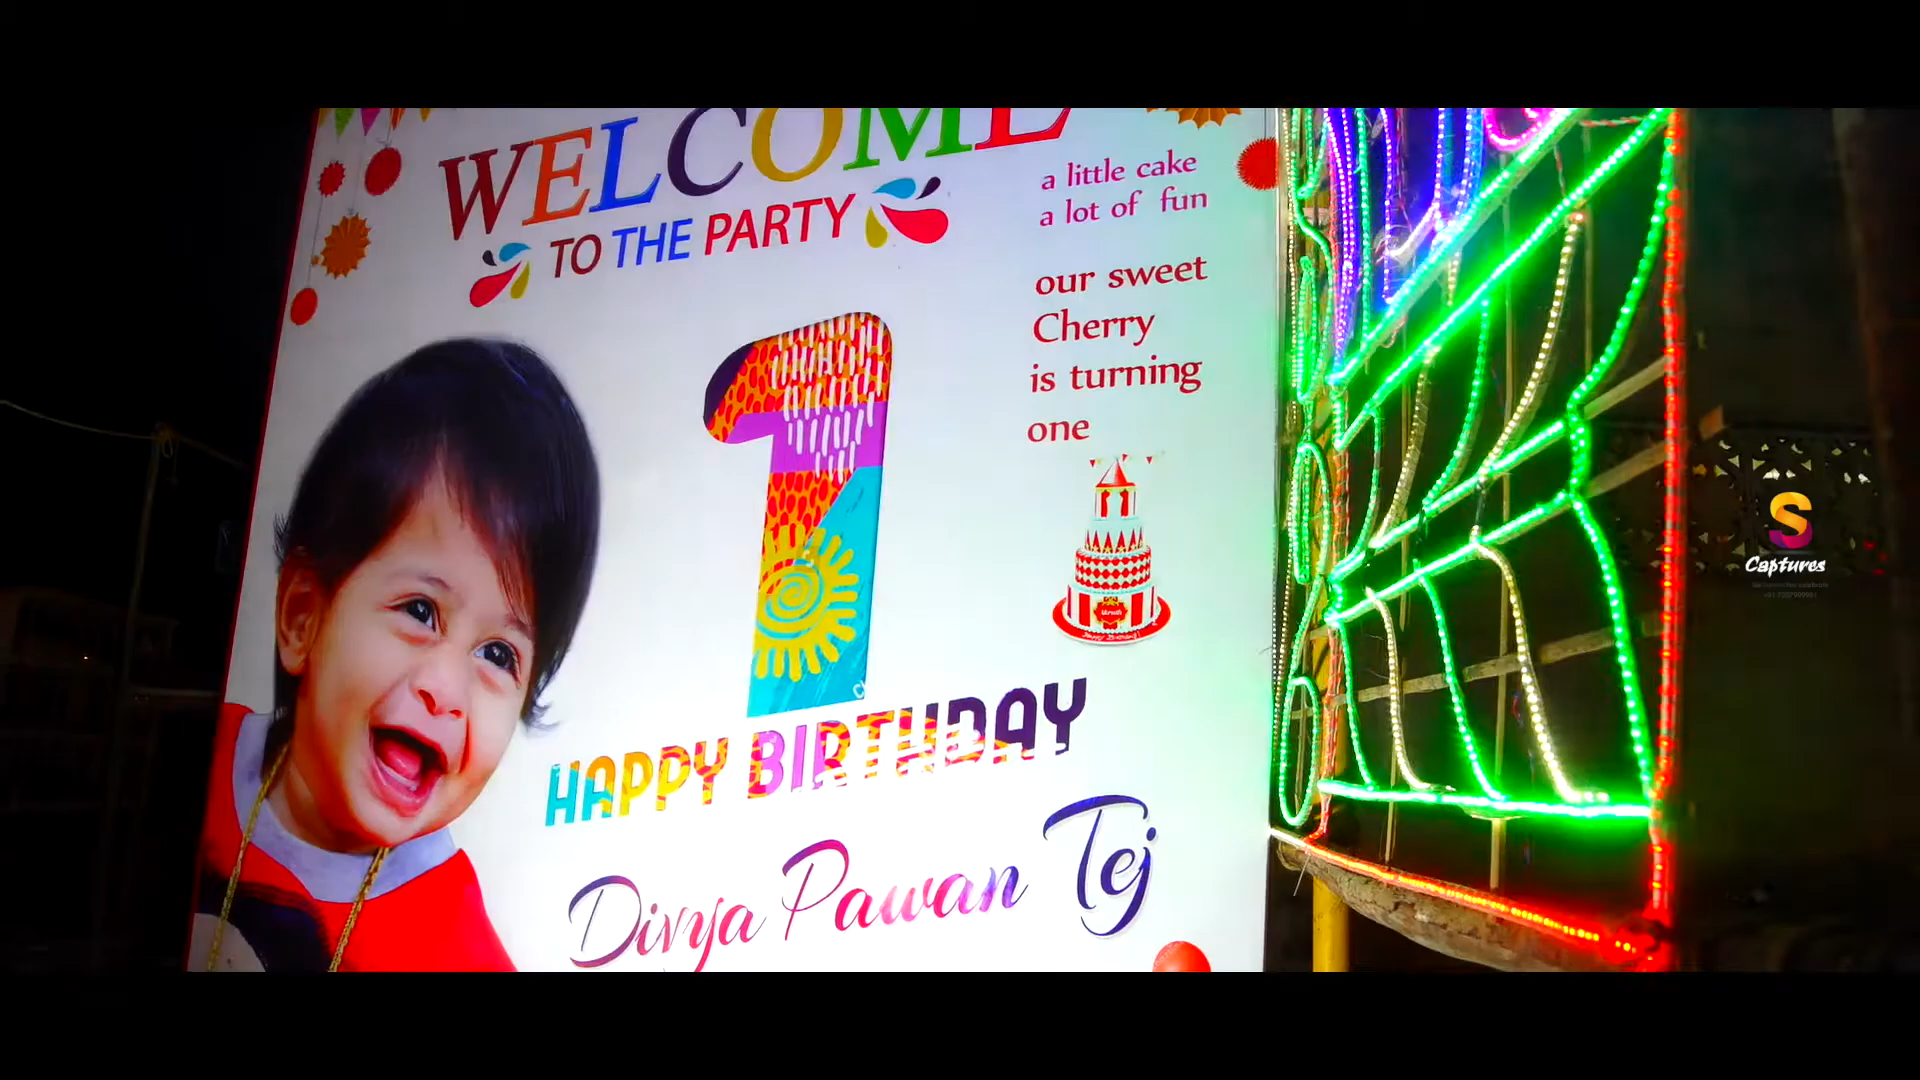 WELCOME
TO THE PARTY
a little cake
a lot of fun
our sweet
Cherry
is turning
one
HAPPY BIRTHDAY
Divya Pawan Tej
S
Captures